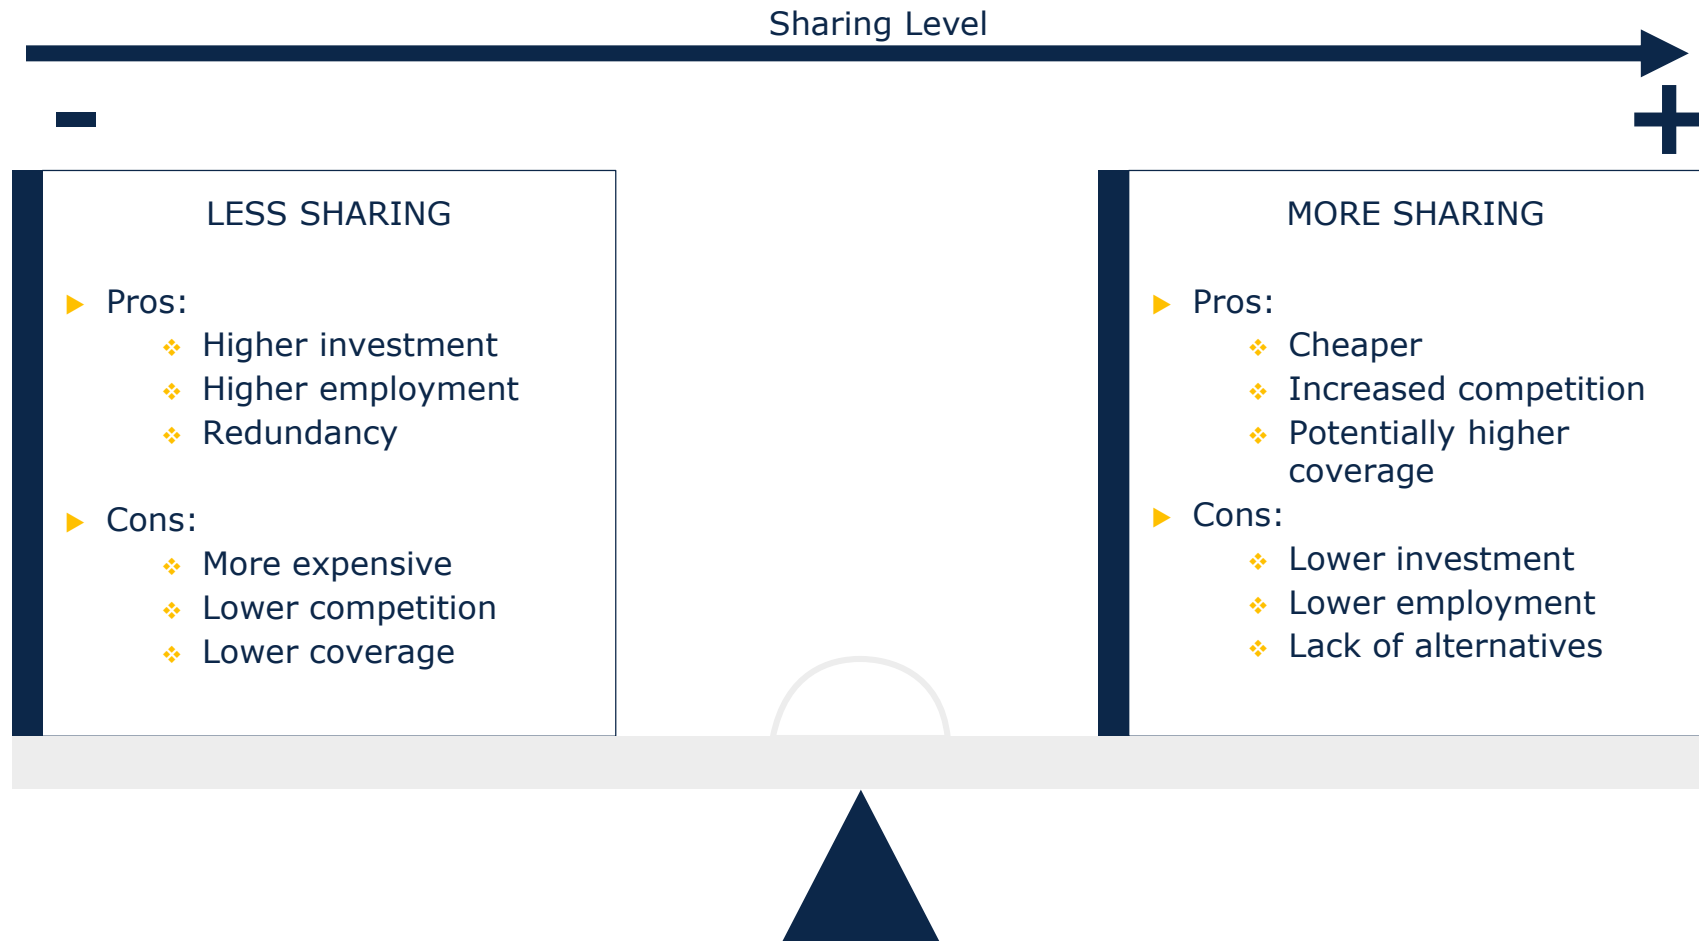 Sharing Level
-
+
LESS SHARING
Pros:
Higher investment
Higher employment
Redundancy
Cons:
More expensive
Lower competition
Lower coverage
MORE SHARING
Pros:
Cheaper
Increased competition
Potentially higher
coverage
Cons:
Lower investment
Lower employment
Lack of alternatives